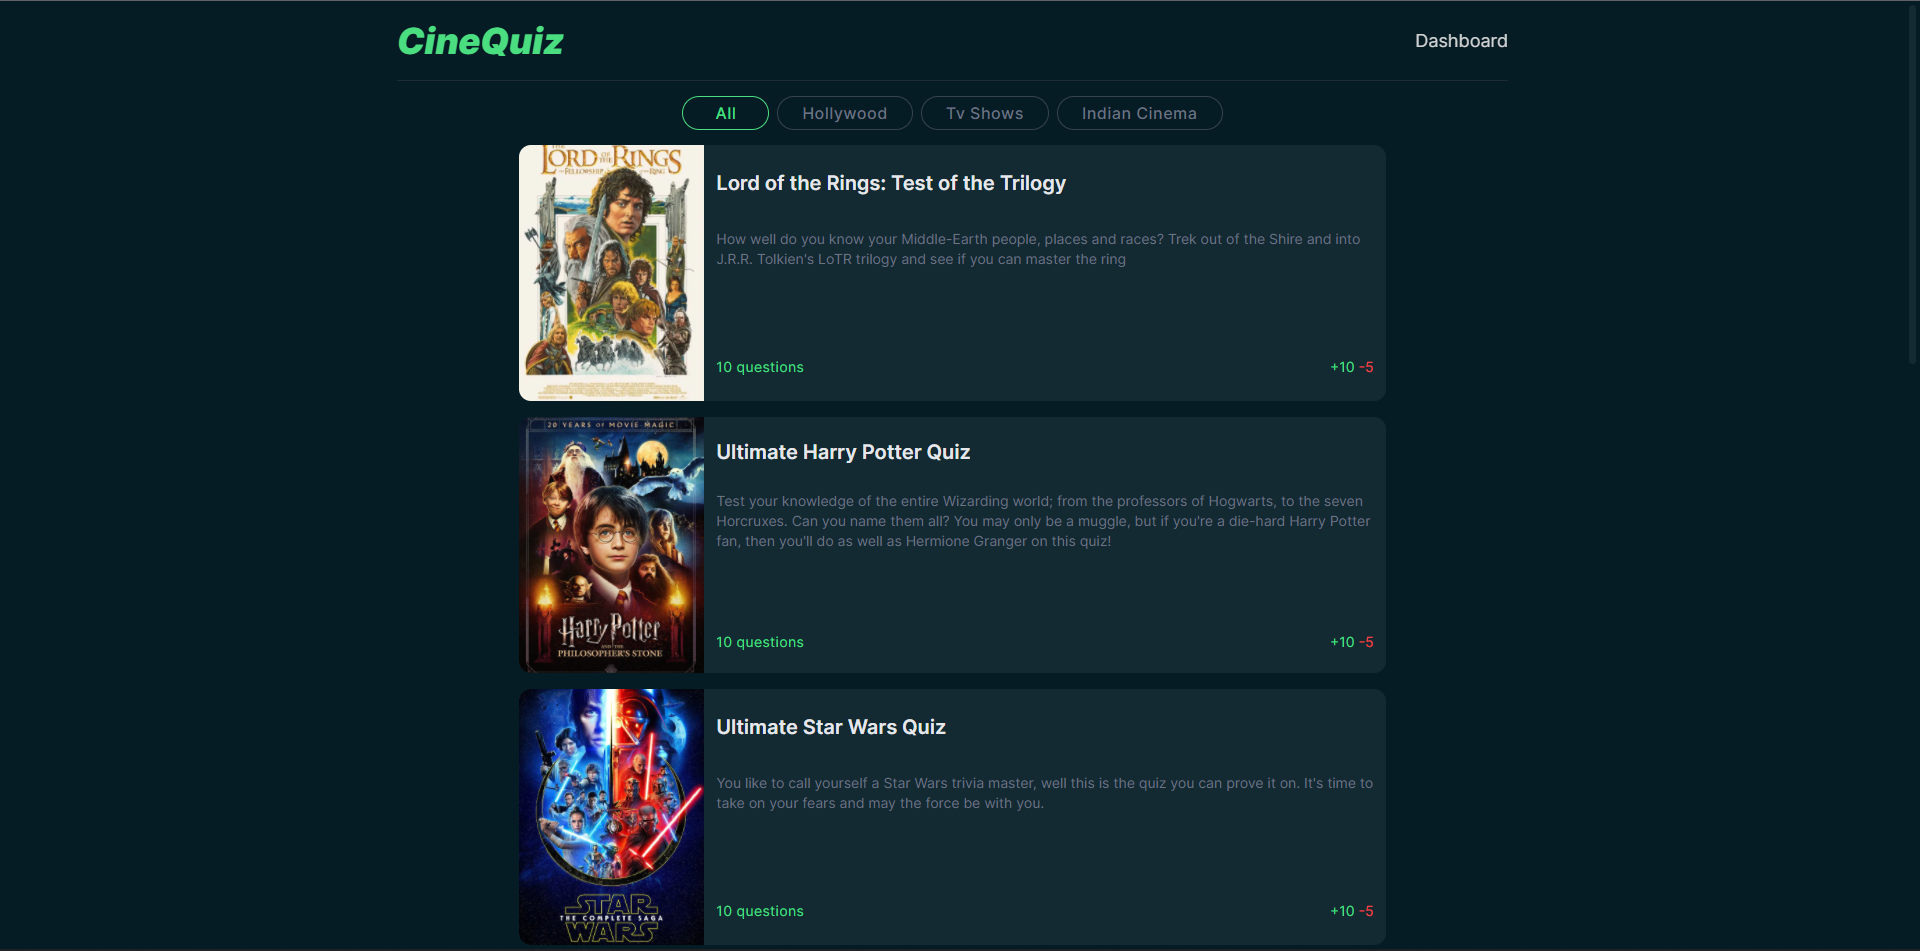 CineQuiz
Dashboard
All
Hollywood
Tv Shows
Indian Cinema
THE
LORD OF THE RINGS
THE FELLOWSHIP OF THE RING
Lord of the Rings: Test of the Trilogy
How well do you know your Middle-Earth people, places and races? Trek out of the Shire and into
J.R.R. Tolkien's LoTR trilogy and see if you can master the ring
10 questions
+10 -5
20 YEARS OF MOVIE MAGIC
Harry Potter
AND THE
PHILOSOPHER'S STONE
Ultimate Harry Potter Quiz
Test your knowledge of the entire Wizarding world; from the professors of Hogwarts, to the seven
Horcruxes. Can you name them all? You may only be a muggle, but if you're a die-hard Harry Potter
fan, then you'll do as well as Hermione Granger on this quiz!
10 questions
+10 -5
STAR
THE COMPLETE SAGA
WARS
Ultimate Star Wars Quiz
You like to call yourself a Star Wars trivia master, well this is the quiz you can prove it on. It's time to
take on your fears and may the force be with you.
10 questions
+10 -5